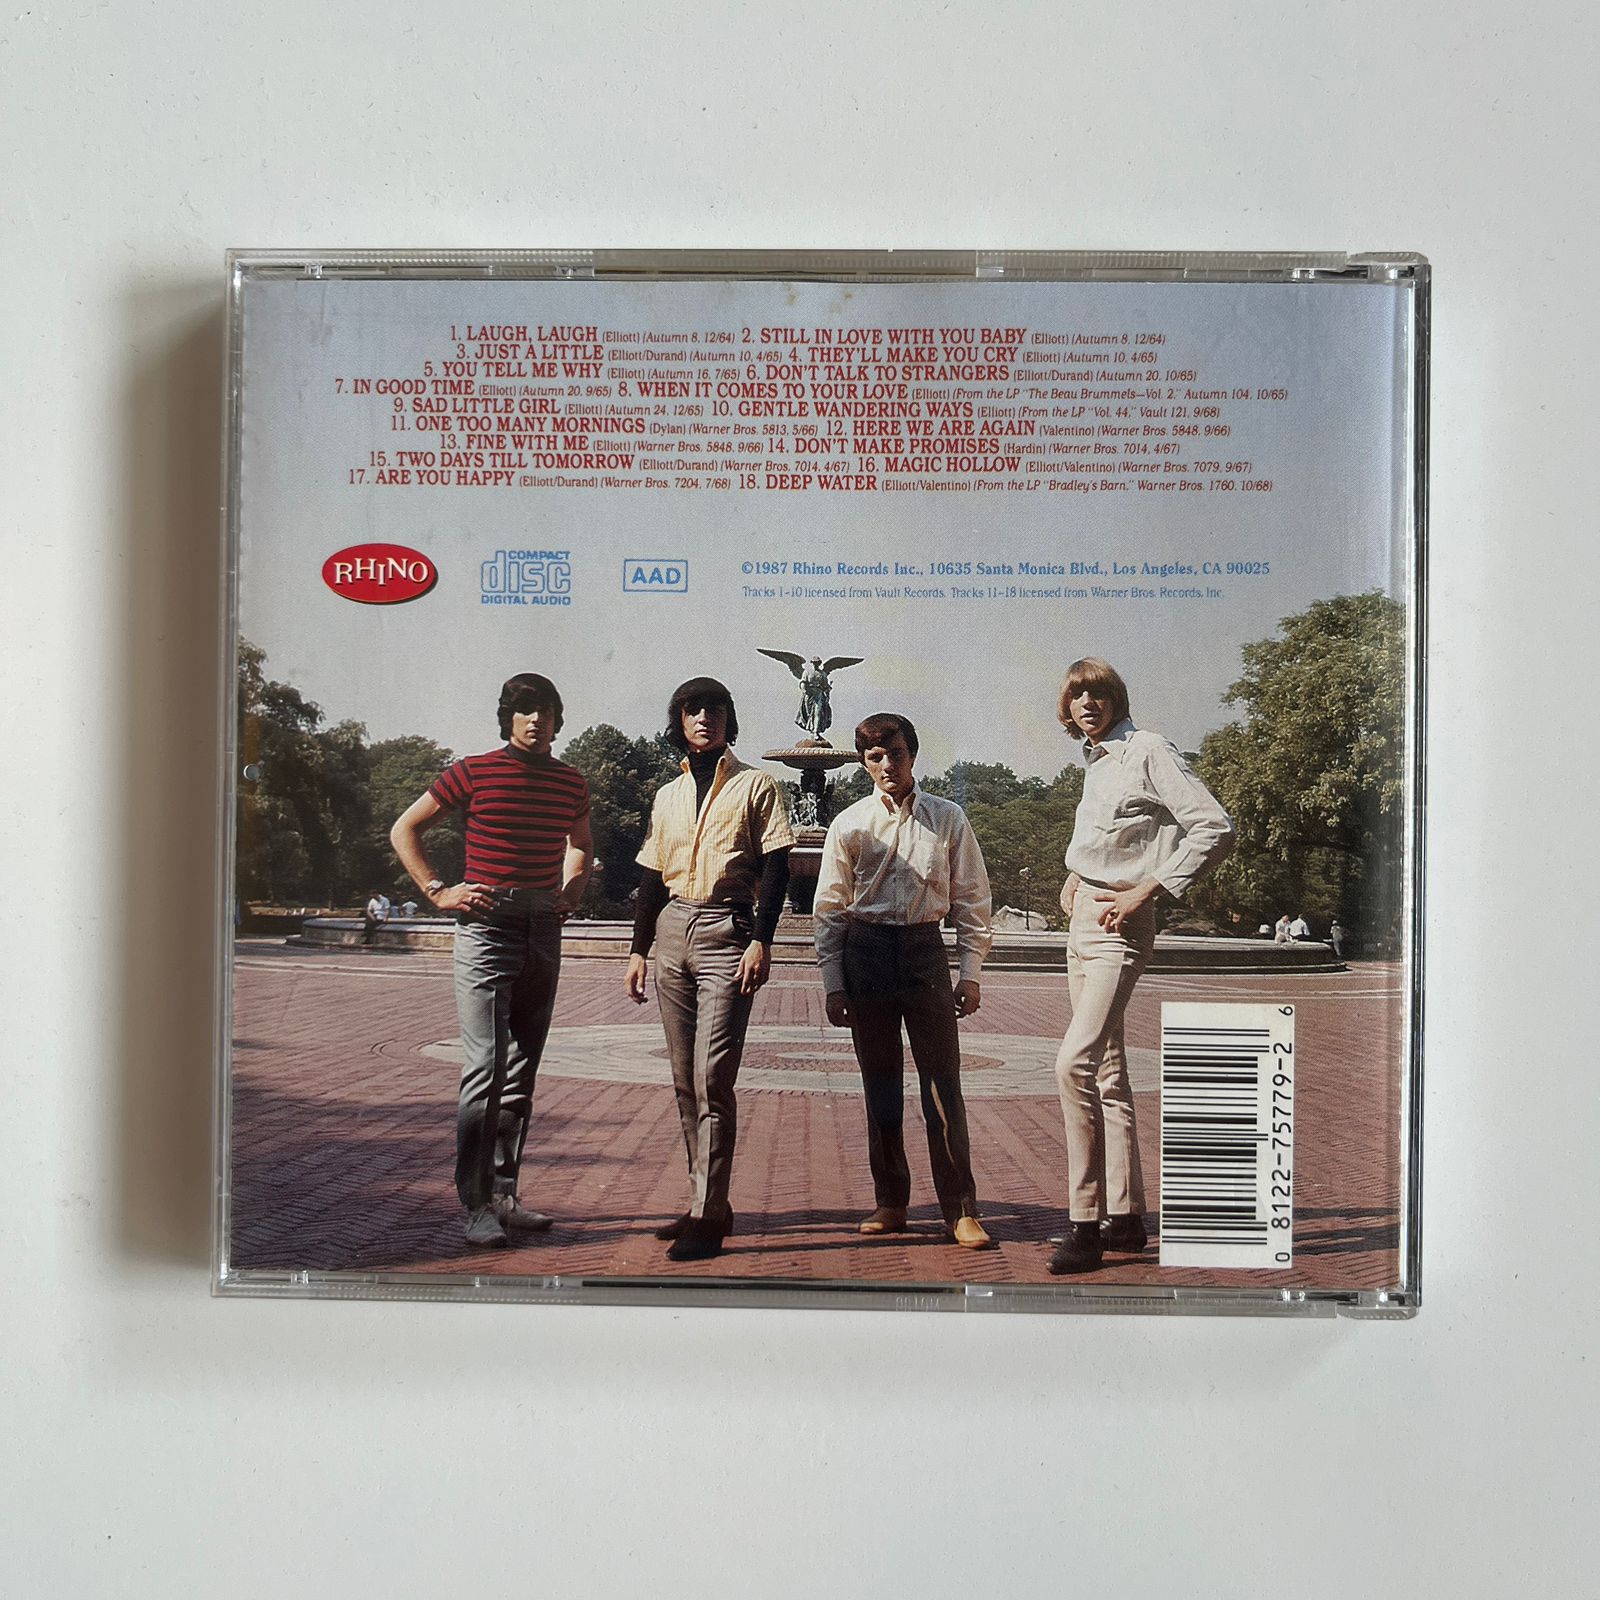 1. LAUGH, LAUGH (Elliott) (Autumn 8, 12/64) 2. STILL IN LOVE WITH YOU BABY (Elliott) (Autumn 8, 12/64)
3. JUST A LITTLE (Elliott/Durand) (Autumn 10, 4/65) 4. THEY'LL MAKE YOU CRY (Elliott) (Autumn 10, 4/65)
5. YOU TELL ME WHY (Elliott) (Autumn 16, 7/65) 6. DON'T TALK TO STRANGERS (Elliott/Durand) (Autumn 20, 10/65)
7. IN GOOD TIME (Elliott) (Autumn 20, 9/65) 8. WHEN IT COMES TO YOUR LOVE (Elliott) (From the LP "The Beau Brummels—Vol. 2," Autumn 104, 10/65)
9. SAD LITTLE GIRL (Elliott) (Autumn 24, 12/65) 10. GENTLE WANDERING WAYS (Elliott) (From the LP "Vol. 44," Vault 121, 9/68)
11. ONE TOO MANY MORNINGS (Dylan) (Warner Bros. 5813, 5/66) 12. HERE WE ARE AGAIN (Valentino) (Warner Bros. 5848, 9/66)
13. FINE WITH ME (Elliott) (Warner Bros. 5848, 9/66) 14. DON'T MAKE PROMISES (Hardin) (Warner Bros. 7014, 4/67)
15. TWO DAYS TILL TOMORROW (Elliott/Durand) (Warner Bros. 7014, 4/67) 16. MAGIC HOLLOW (Elliott/Valentino) (Warner Bros. 7079, 9/67)
17. ARE YOU HAPPY (Elliott/Durand) (Warner Bros. 7204, 7/68) 18. DEEP WATER (Elliott/Valentino) (From the LP "Bradley's Barn," Warner Bros. 1760, 10/68)
RHINO
COMPACT
disc
DIGITAL AUDIO
AAD
©1987 Rhino Records Inc., 10635 Santa Monica Blvd., Los Angeles, CA 90025
Tracks 1-10 licensed from Vault Records. Tracks 11-18 licensed from Warner Bros. Records, Inc.
0 8122-75779-2 6